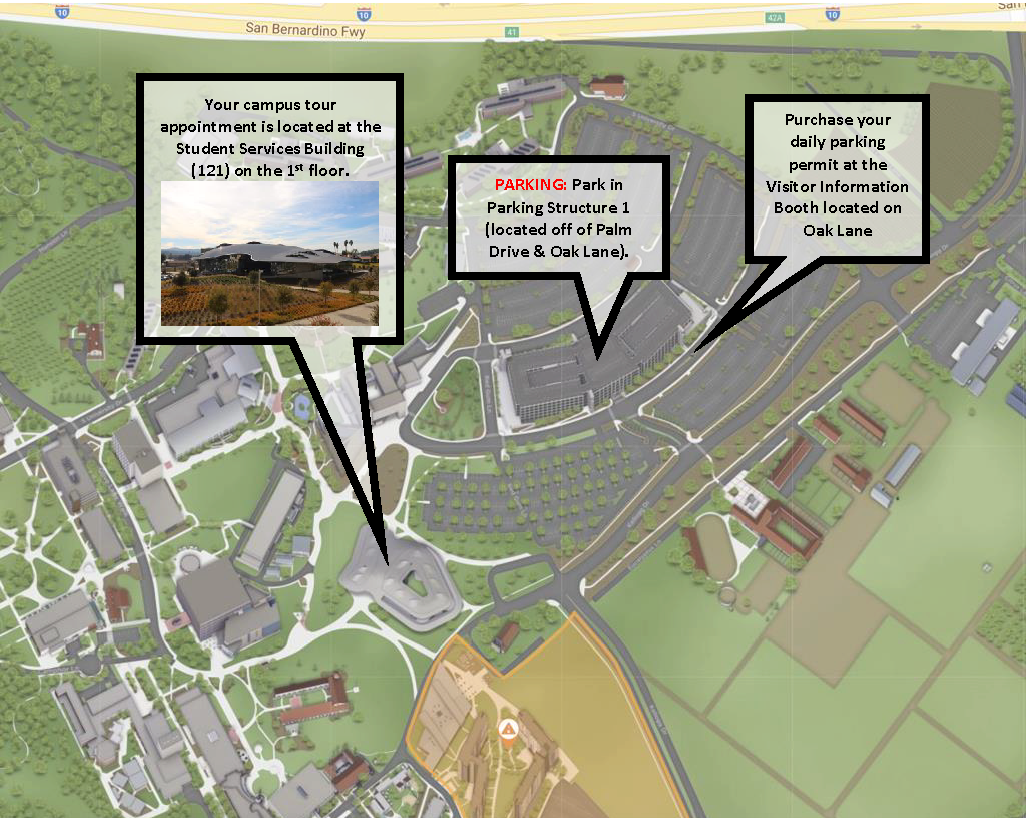 10
10
10
San Bernardino Fwy
41
42A
Your campus tour
appointment is located at the
Student Services Building
(121) on the 1st floor.
PARKING: Park in
Parking Structure 1
(located off of Palm
Drive & Oak Lane).
Purchase your
daily parking
permit at the
Visitor Information
Booth located on
Oak Lane